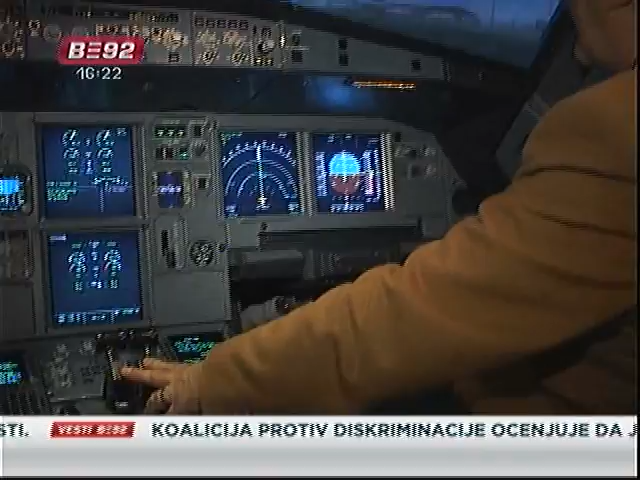 B92
16:22
STI. VESTI B92 KOALICIJA PROTIV DISKRIMINACIJE OCENJUJE DA J